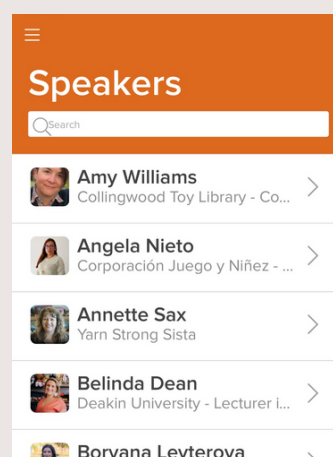 Speakers
Search
Amy Williams
Collingwood Toy Library - Co...
Angela Nieto
Corporación Juego y Niñez - ...
Annette Sax
Yarn Strong Sista
Belinda Dean
Deakin University - Lecturer i...
Boryana Leyterova